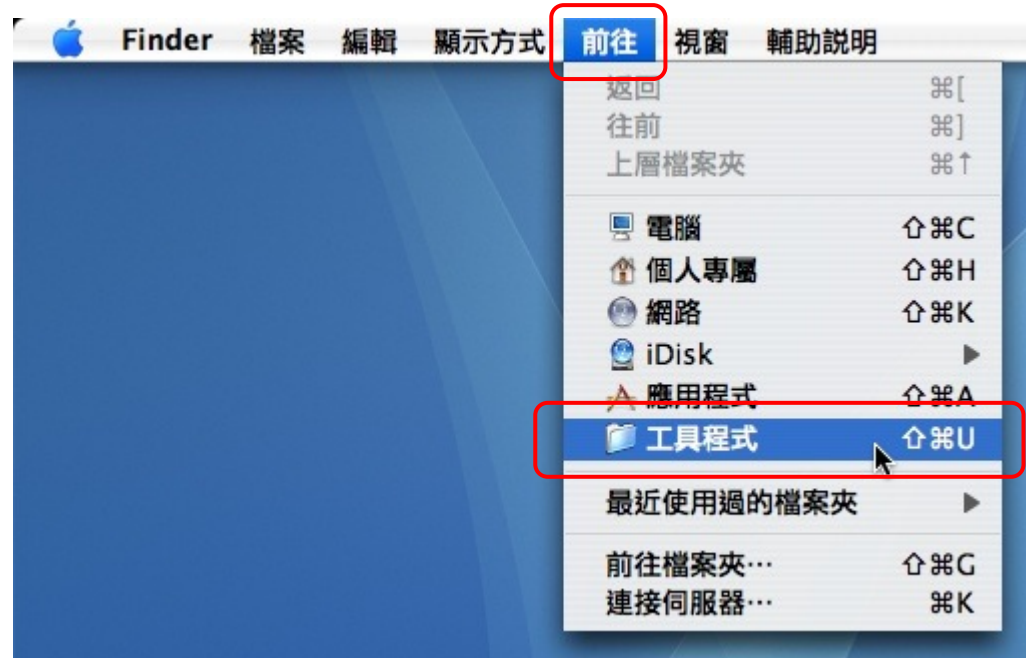 Finder 檔案 編輯 顯示方式 前往 視窗 輔助說明
返回 ⌘[
往前 ⌘]
上層檔案夾 ⌘↑
電腦 ⇧⌘C
個人專屬 ⇧⌘H
網路 ⇧⌘K
iDisk
應用程式 ⇧⌘A
工具程式 ⇧⌘U
最近使用過的檔案夾
前往檔案夾… ⇧⌘G
連接伺服器… ⌘K